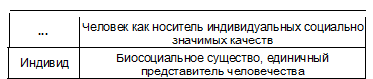 ... Человек как носитель индивидуальных социально
значимых качеств
Индивид Биосоциальное существо, единичный
представитель человечества